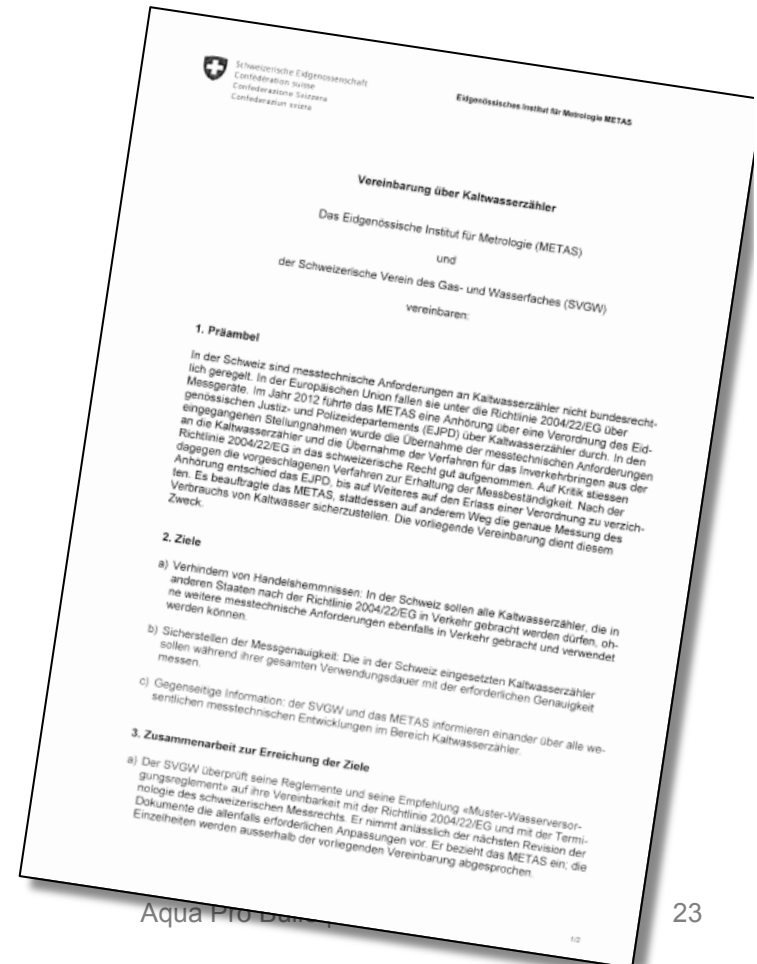 Schweizerische Eidgenossenschaft
Confédération suisse
Confederazione Svizzera
Confederaziun svizra
Eidgenössisches Institut für Metrologie METAS
Vereinbarung über Kaltwasserzähler
Das Eidgenössische Institut für Metrologie (METAS)
und
der Schweizerische Verein des Gas- und Wasserfaches (SVGW)
vereinbaren:
1. Präambel
In der Schweiz sind messtechnische Anforderungen an Kaltwasserzähler nicht bundesrecht-
lich geregelt. In der Europäischen Union fallen sie unter die Richtlinie 2004/22/EG über
Messgeräte. Im Jahr 2012 führte das METAS eine Anhörung über eine Verordnung des Eid-
genössischen Justiz- und Polizeidepartements (EJPD) über Kaltwasserzähler durch. In den
eingegangenen Stellungnahmen wurde die Übernahme der messtechnischen Anforderungen
an die Kaltwasserzähler und die Übernahme der Verfahren für das Inverkehrbringen aus der
Richtlinie 2004/22/EG in das schweizerische Recht gut aufgenommen. Auf Kritik stiessen
dagegen die vorgeschlagenen Verfahren zur Erhaltung der Messbeständigkeit. Nach der
Anhörung entschied das EJPD, bis auf Weiteres auf den Erlass einer Verordnung zu verzich-
ten. Es beauftragte das METAS, stattdessen auf anderem Weg die genaue Messung des
Verbrauchs von Kaltwasser sicherzustellen. Die vorliegende Vereinbarung dient diesem
Zweck.
2. Ziele
a) Verhindern von Handelshemmnissen: In der Schweiz sollen alle Kaltwasserzähler, die in
anderen Staaten nach der Richtlinie 2004/22/EG in Verkehr gebracht werden dürfen, oh-
ne weitere messtechnische Anforderungen ebenfalls in Verkehr gebracht und verwendet
werden können.
b) Sicherstellen der Messgenauigkeit: Die in der Schweiz eingesetzten Kaltwasserzähler
sollen während ihrer gesamten Verwendungsdauer mit der erforderlichen Genauigkeit
messen.
c) Gegenseitige Information: der SVGW und das METAS informieren einander über alle we-
sentlichen messtechnischen Entwicklungen im Bereich Kaltwasserzähler.
3. Zusammenarbeit zur Erreichung der Ziele
a) Der SVGW überprüft seine Reglemente und seine Empfehlung «Muster-Wasserversor-
gungsreglement» auf ihre Vereinbarkeit mit der Richtlinie 2004/22/EG und mit der Termi-
nologie des schweizerischen Messrechts. Er nimmt anlässlich der nächsten Revision der
Dokumente die allenfalls erforderlichen Anpassungen vor. Er bezieht das METAS ein; die
Einzelheiten werden ausserhalb der vorliegenden Vereinbarung abgesprochen.
1/2
Aqua Pro
23